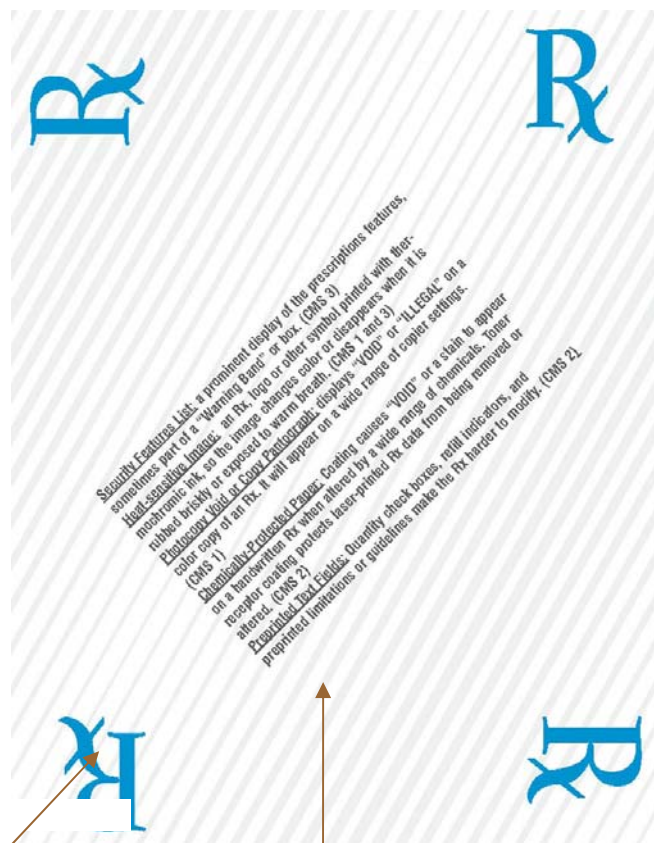 Rx
Rx
Security Features List: a prominent display of the prescriptions features,
sometimes part of a "Warning Band" or box. (CMS 3)
Heat-sensitive Image: an Rx, logo or other symbol printed with ther-
mochromic ink, so the image changes color or disappears when it is
rubbed briskly or exposed to warm breath. (CMS 1 and 3)
Photocopy Void or Copy Pantograph: displays "VOID" or "ILLEGAL" on a
color copy of an Rx. It will appear on a wide range of copier settings.
(CMS 1)
Chemically-Protected Paper: Coating causes "VOID" or a stain to appear
on a handwritten Rx when altered by a wide range of chemicals. Toner
receptor coating protects laser-printed Rx data from being removed or
altered. (CMS 2)
Preprinted Text Fields: Quantity check boxes, refill indicators, and
preprinted limitations or guidelines make the Rx harder to modify. (CMS 2)
Rx
Rx